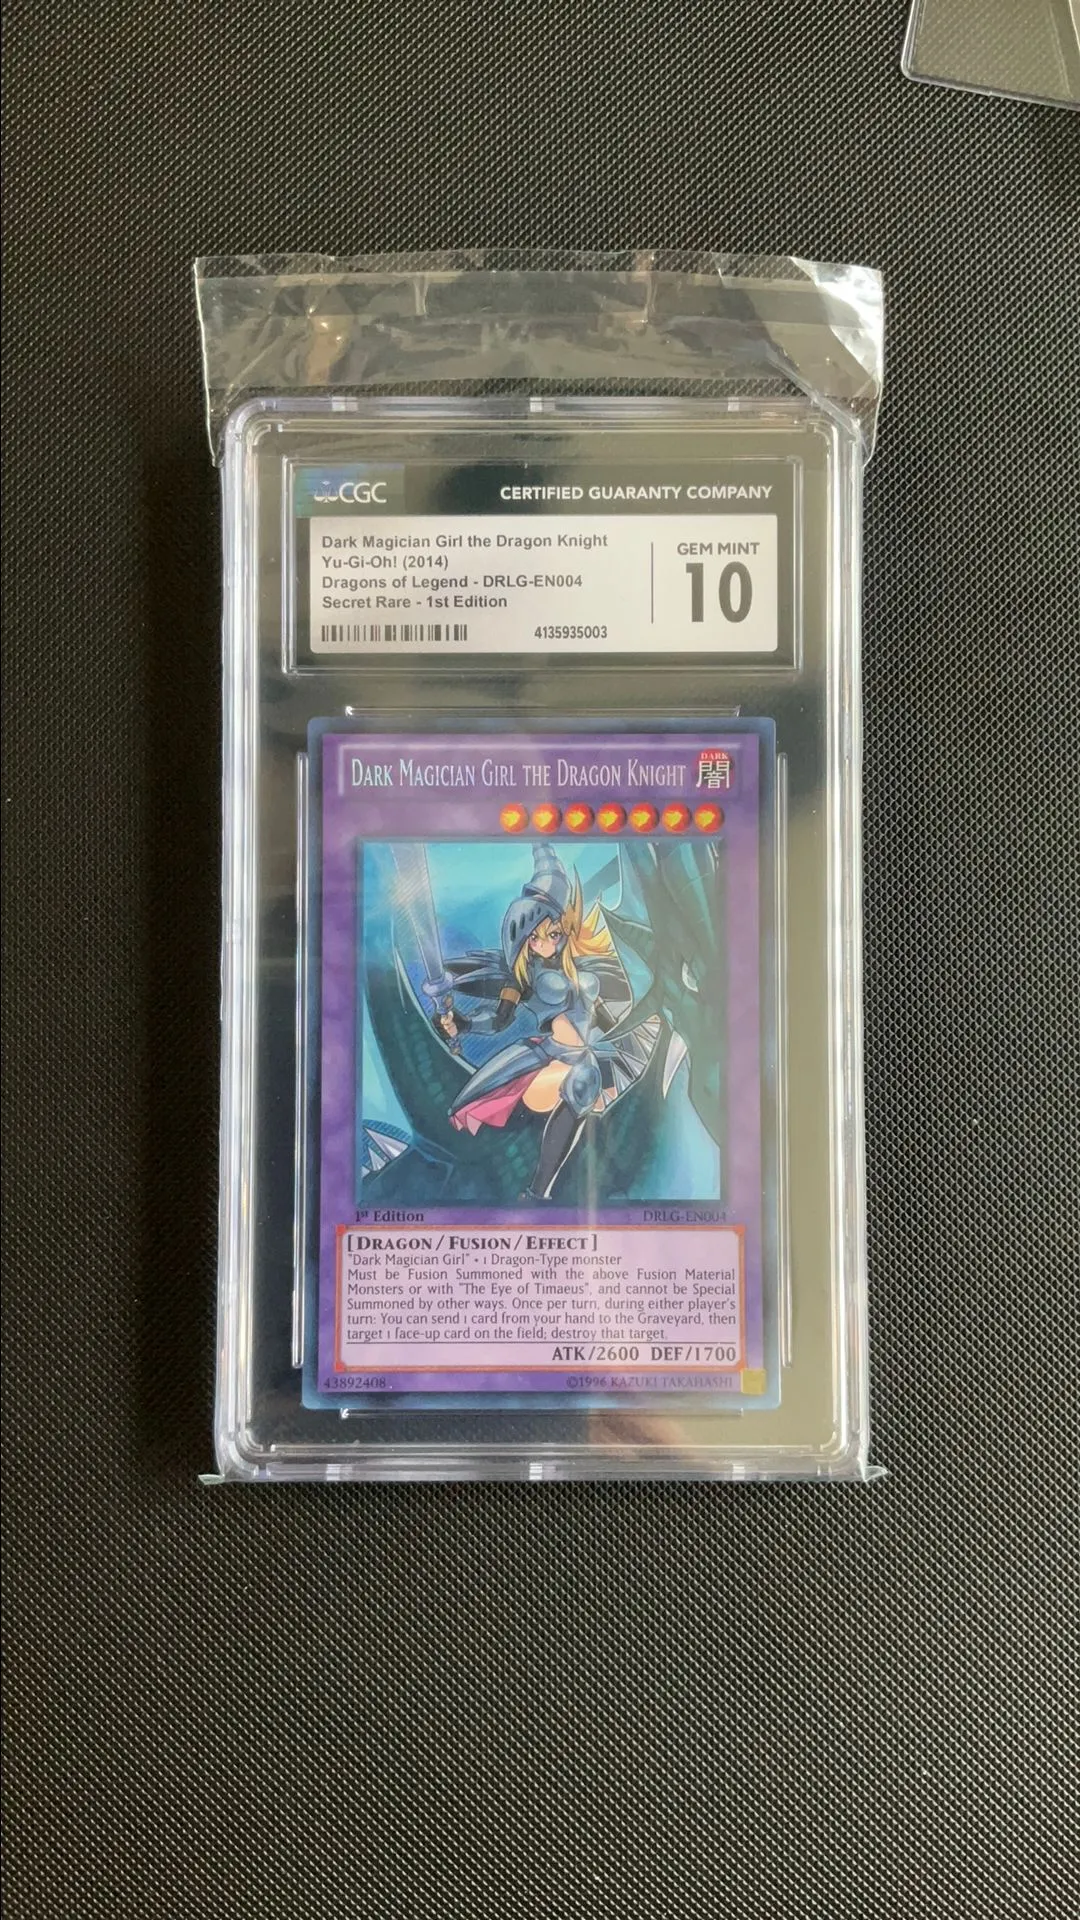 CGC
CERTIFIED GUARANTY COMPANY
Dark Magician Girl the Dragon Knight
Yu-Gi-Oh! (2014)
Dragons of Legend - DRLG-EN004
Secret Rare - 1st Edition
4135935003
GEM MINT
10
DARK MAGICIAN GIRL THE DRAGON KNIGHT
DARK
闇
1st Edition
DRLG-EN004
[DRAGON/FUSION/EFFECT]
"Dark Magician Girl" + 1 Dragon-Type monster
Must be Fusion Summoned with the above Fusion Material
Monsters or with "The Eye of Timaeus", and cannot be Special
Summoned by other ways. Once per turn, during either player's
turn: You can send 1 card from your hand to the Graveyard, then
target 1 face-up card on the field; destroy that target.
ATK/2600 DEF/1700
43892408
©1996 KAZUKI TAKAHASHI